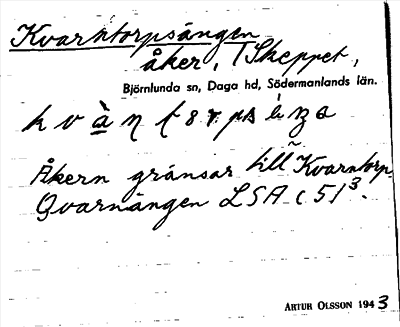 Kvarntorpsängen
åker, Skeppet,
Björnlunda sn, Daga hd, Södermanlands län.
Åkern gränsar till Kvarntorp.
Qvarnängen LSA C 51³.
ARTUR OLSSON 1943